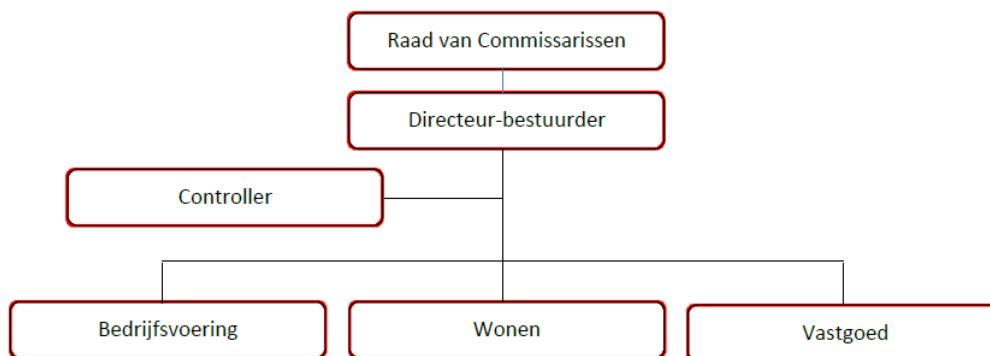 Raad van Commissarissen
Directeur-bestuurder
Controller
Bedrijfsvoering
Wonen
Vastgoed